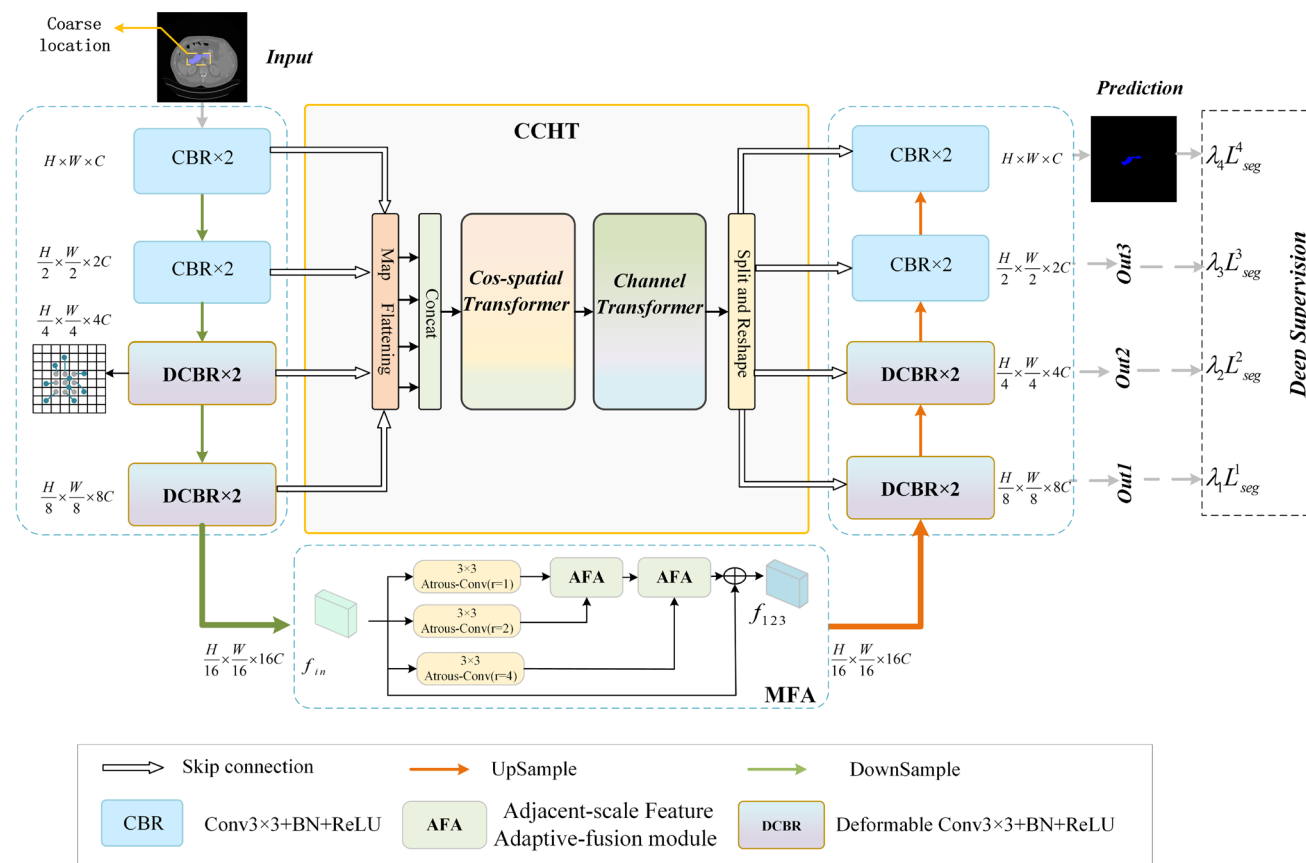 Coarse
location
Input
Prediction
CCHT
H×W×C
CBR×2
H/2×W/2×2C
CBR×2
H/4×W/4×4C
DCBR×2
H/8×W/8×8C
DCBR×2
Map Flattening
Concat
Cos-spatial
Transformer
Channel
Transformer
Split and Reshape
CBR×2
H×W×C
CBR×2
H/2×W/2×2C
DCBR×2
H/4×W/4×4C
DCBR×2
H/8×W/8×8C
Out3
Out2
Out1
λ₄L⁴seg
λ₃L³seg
λ₂L²seg
λ₁L¹seg
Deep Supervision
H/16×W/16×16C
f in
3×3
Atrous-Conv(r=1)
3×3
Atrous-Conv(r=2)
3×3
Atrous-Conv(r=4)
AFA
AFA
f 123
MFA
H/16×W/16×16C
Skip connection
UpSample
DownSample
CBR
Conv3×3+BN+ReLU
AFA
Adjacent-scale Feature
Adaptive-fusion module
DCBR
Deformable Conv3×3+BN+ReLU